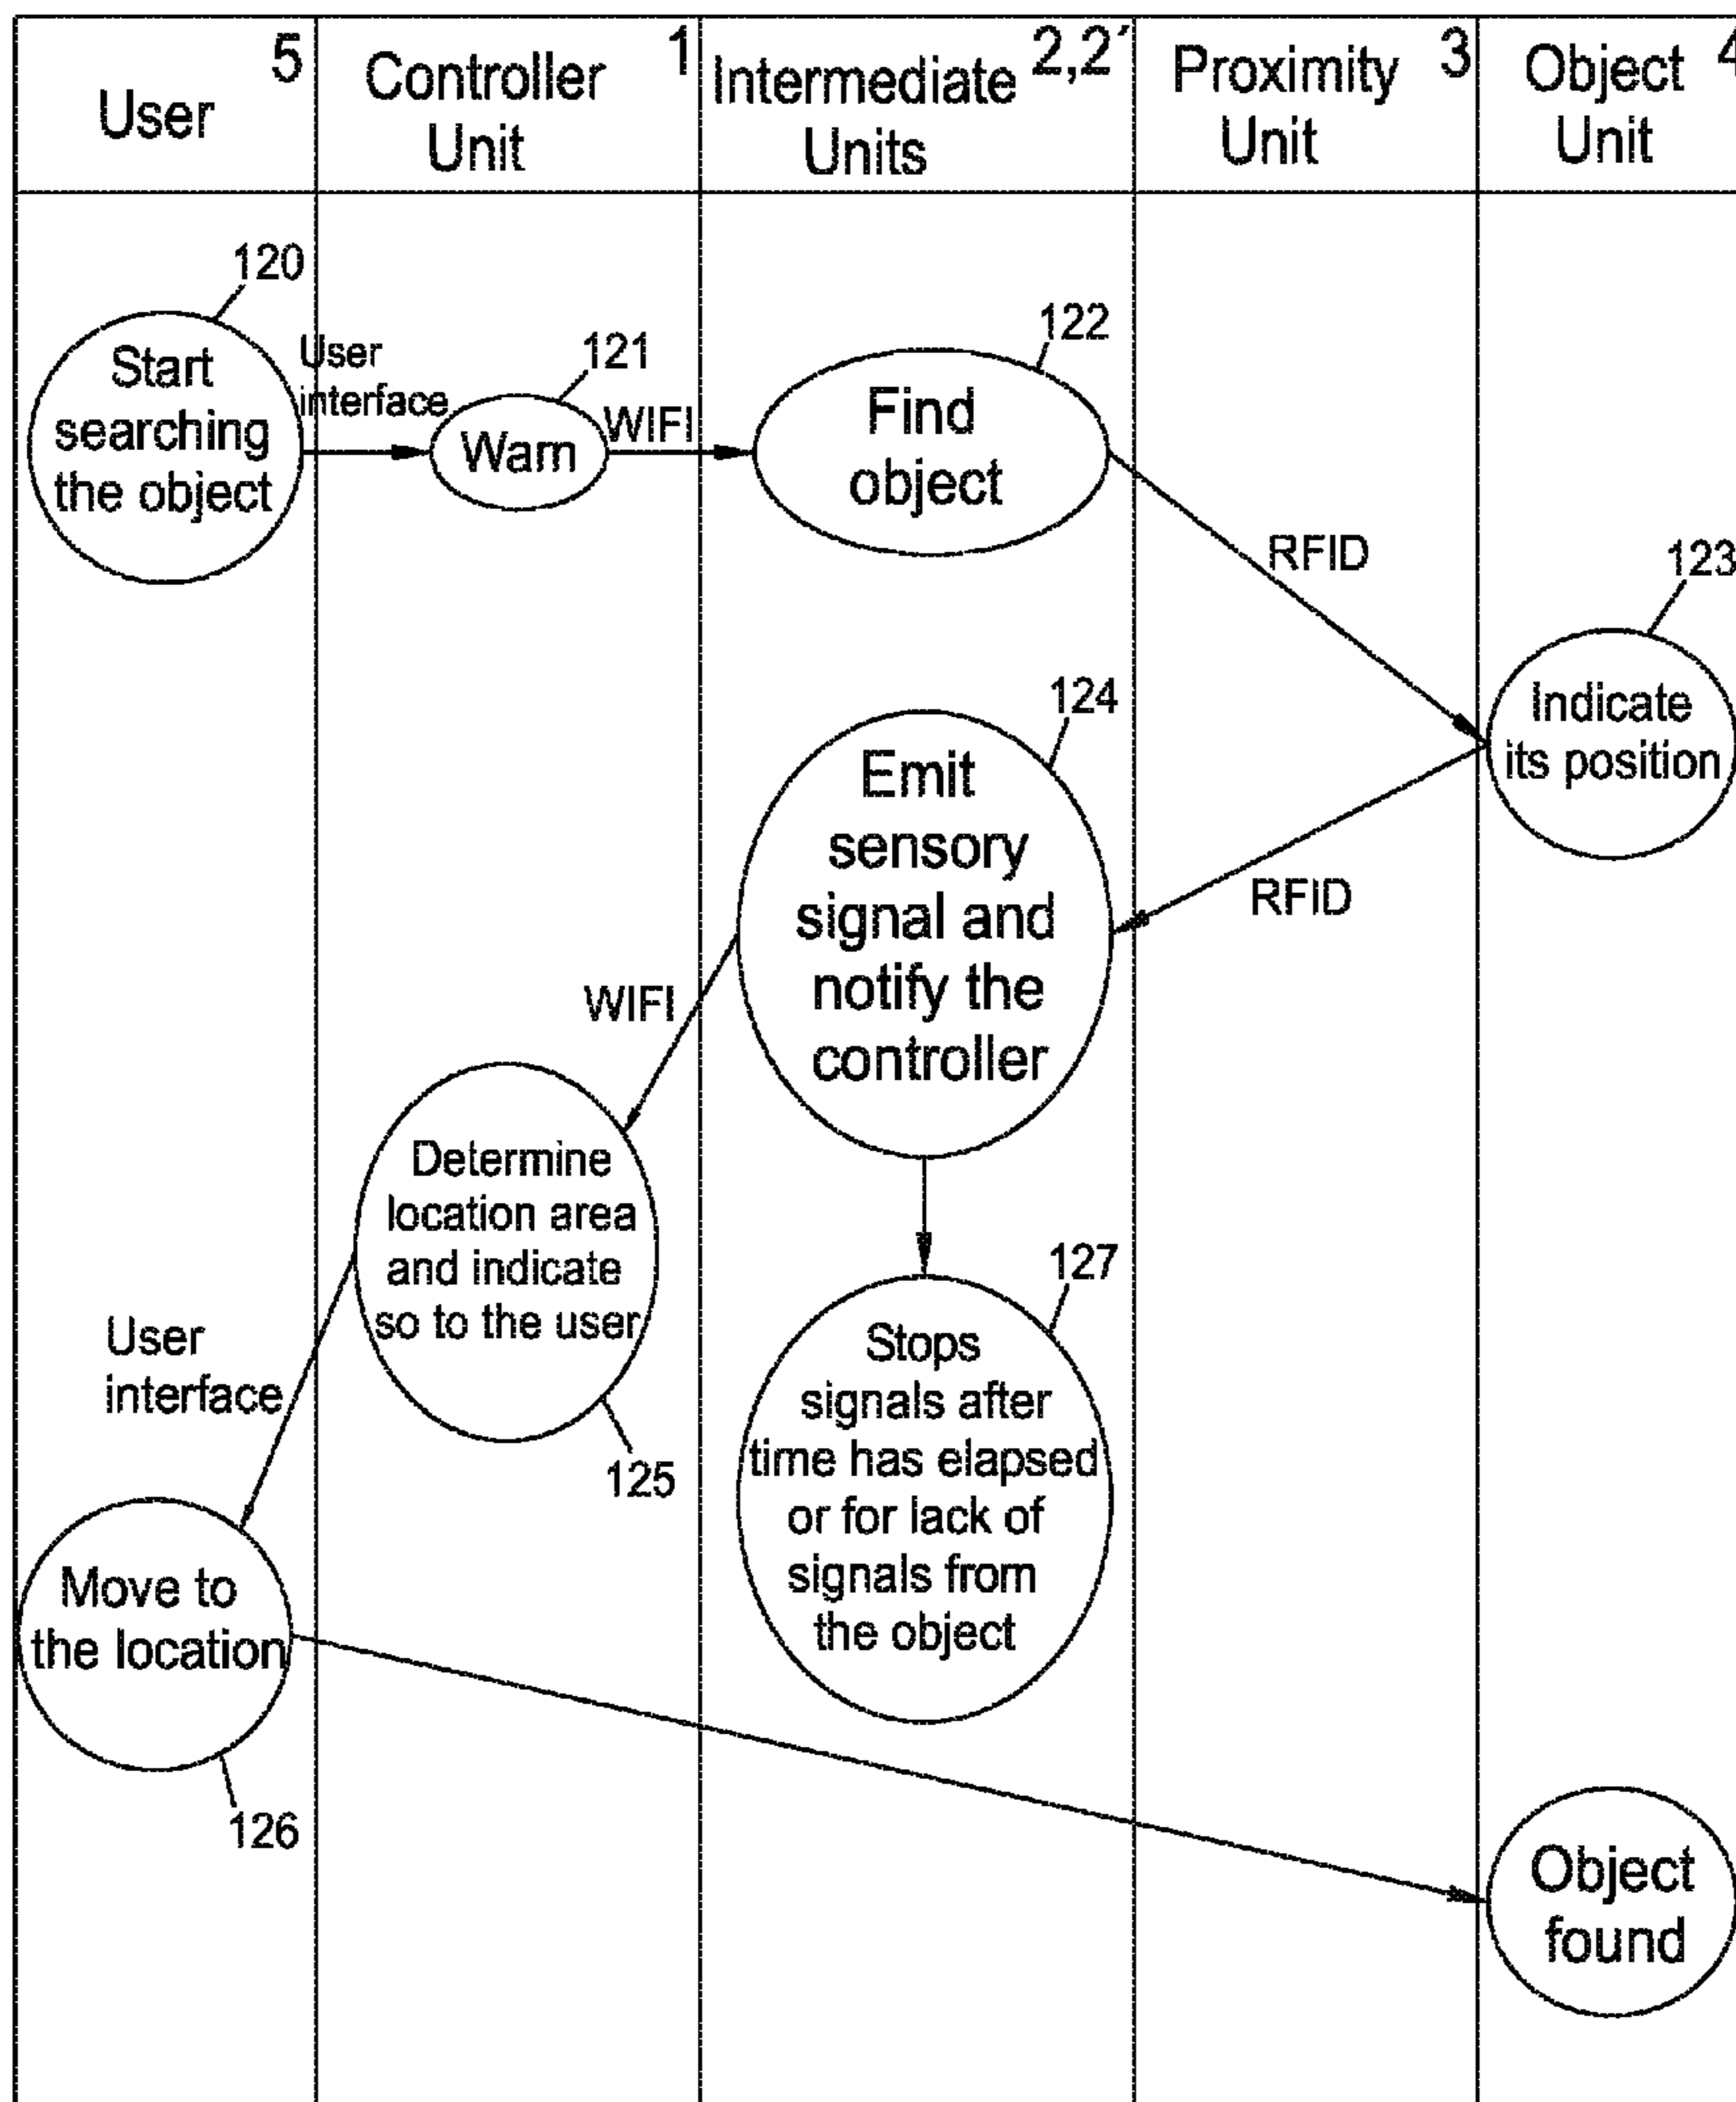 5
User
1
Controller
Unit
2,2´
Intermediate
Units
3
Proximity
Unit
4
Object
Unit
120
Start
searching
the object
User
interface
121
Warn
WIFI
122
Find
object
RFID
123
Indicate
its position
RFID
124
Emit
sensory
signal and
notify the
controller
WIFI
Determine
location area
and indicate
so to the user
125
User
interface
127
Stops
signals after
time has elapsed
or for lack of
signals from
the object
Move to
the location
126
Object
found